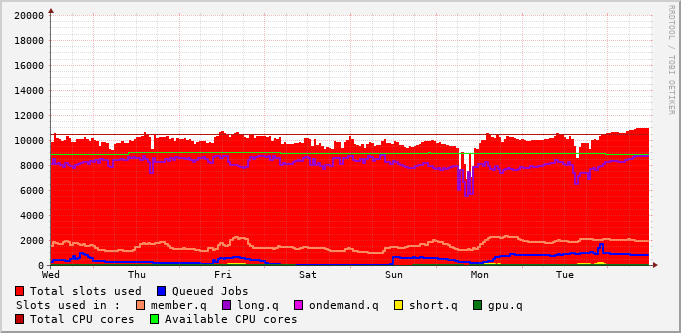 RRDTOOL / TOBI OETIKER
20000
18000
16000
14000
12000
10000
8000
6000
4000
2000
0
Wed Thu Fri Sat Sun Mon Tue
Total slots used Queued Jobs
Slots used in : member.q long.q ondemand.q short.q gpu.q
Total CPU cores Available CPU cores